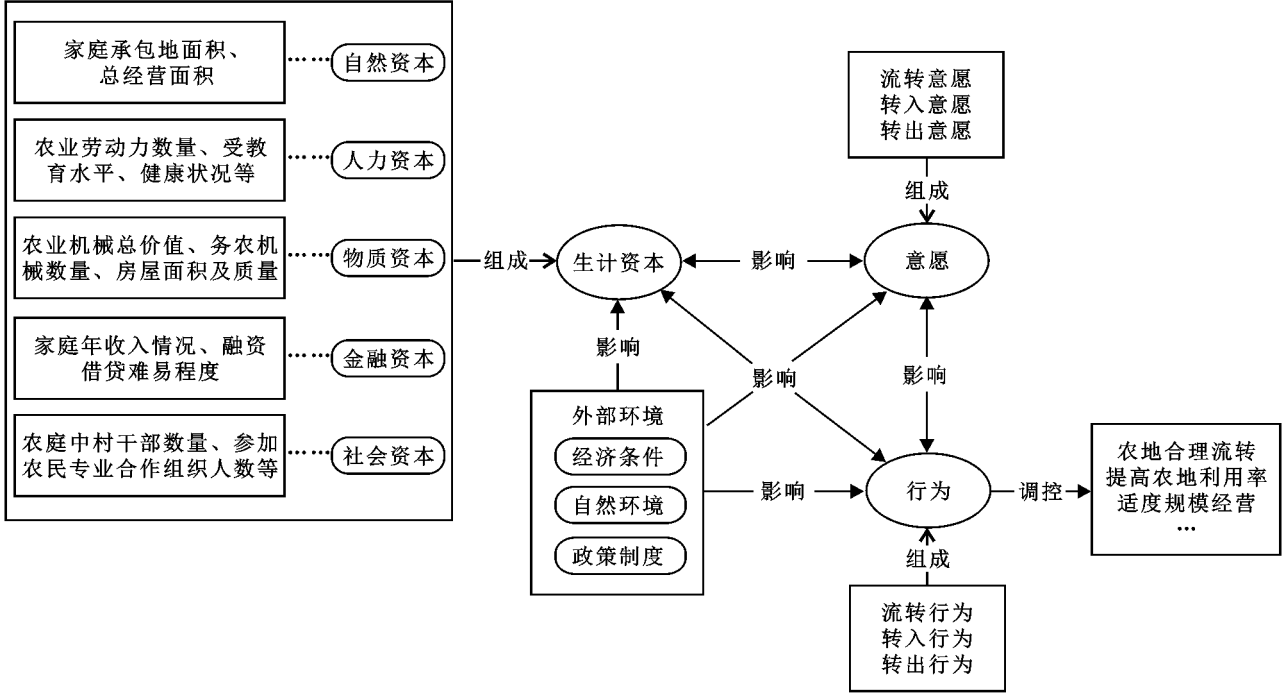 家庭承包地面积、
总经营面积
……
自然资本
农业劳动力数量、受教
育水平、健康状况等
……
人力资本
农业机械总价值、务农机
械数量、房屋面积及质量
……
物质资本
家庭年收入情况、融资
借贷难易程度
……
金融资本
农庭中村干部数量、参加
农民专业合作组织人数等
……
社会资本
组成
生计资本
影响
意愿
流转意愿
转入意愿
转出意愿
组成
影响
影响
影响
外部环境
经济条件
自然环境
政策制度
影响
行为
调控
农地合理流转
提高农地利用率
适度规模经营
…
组成
流转行为
转入行为
转出行为